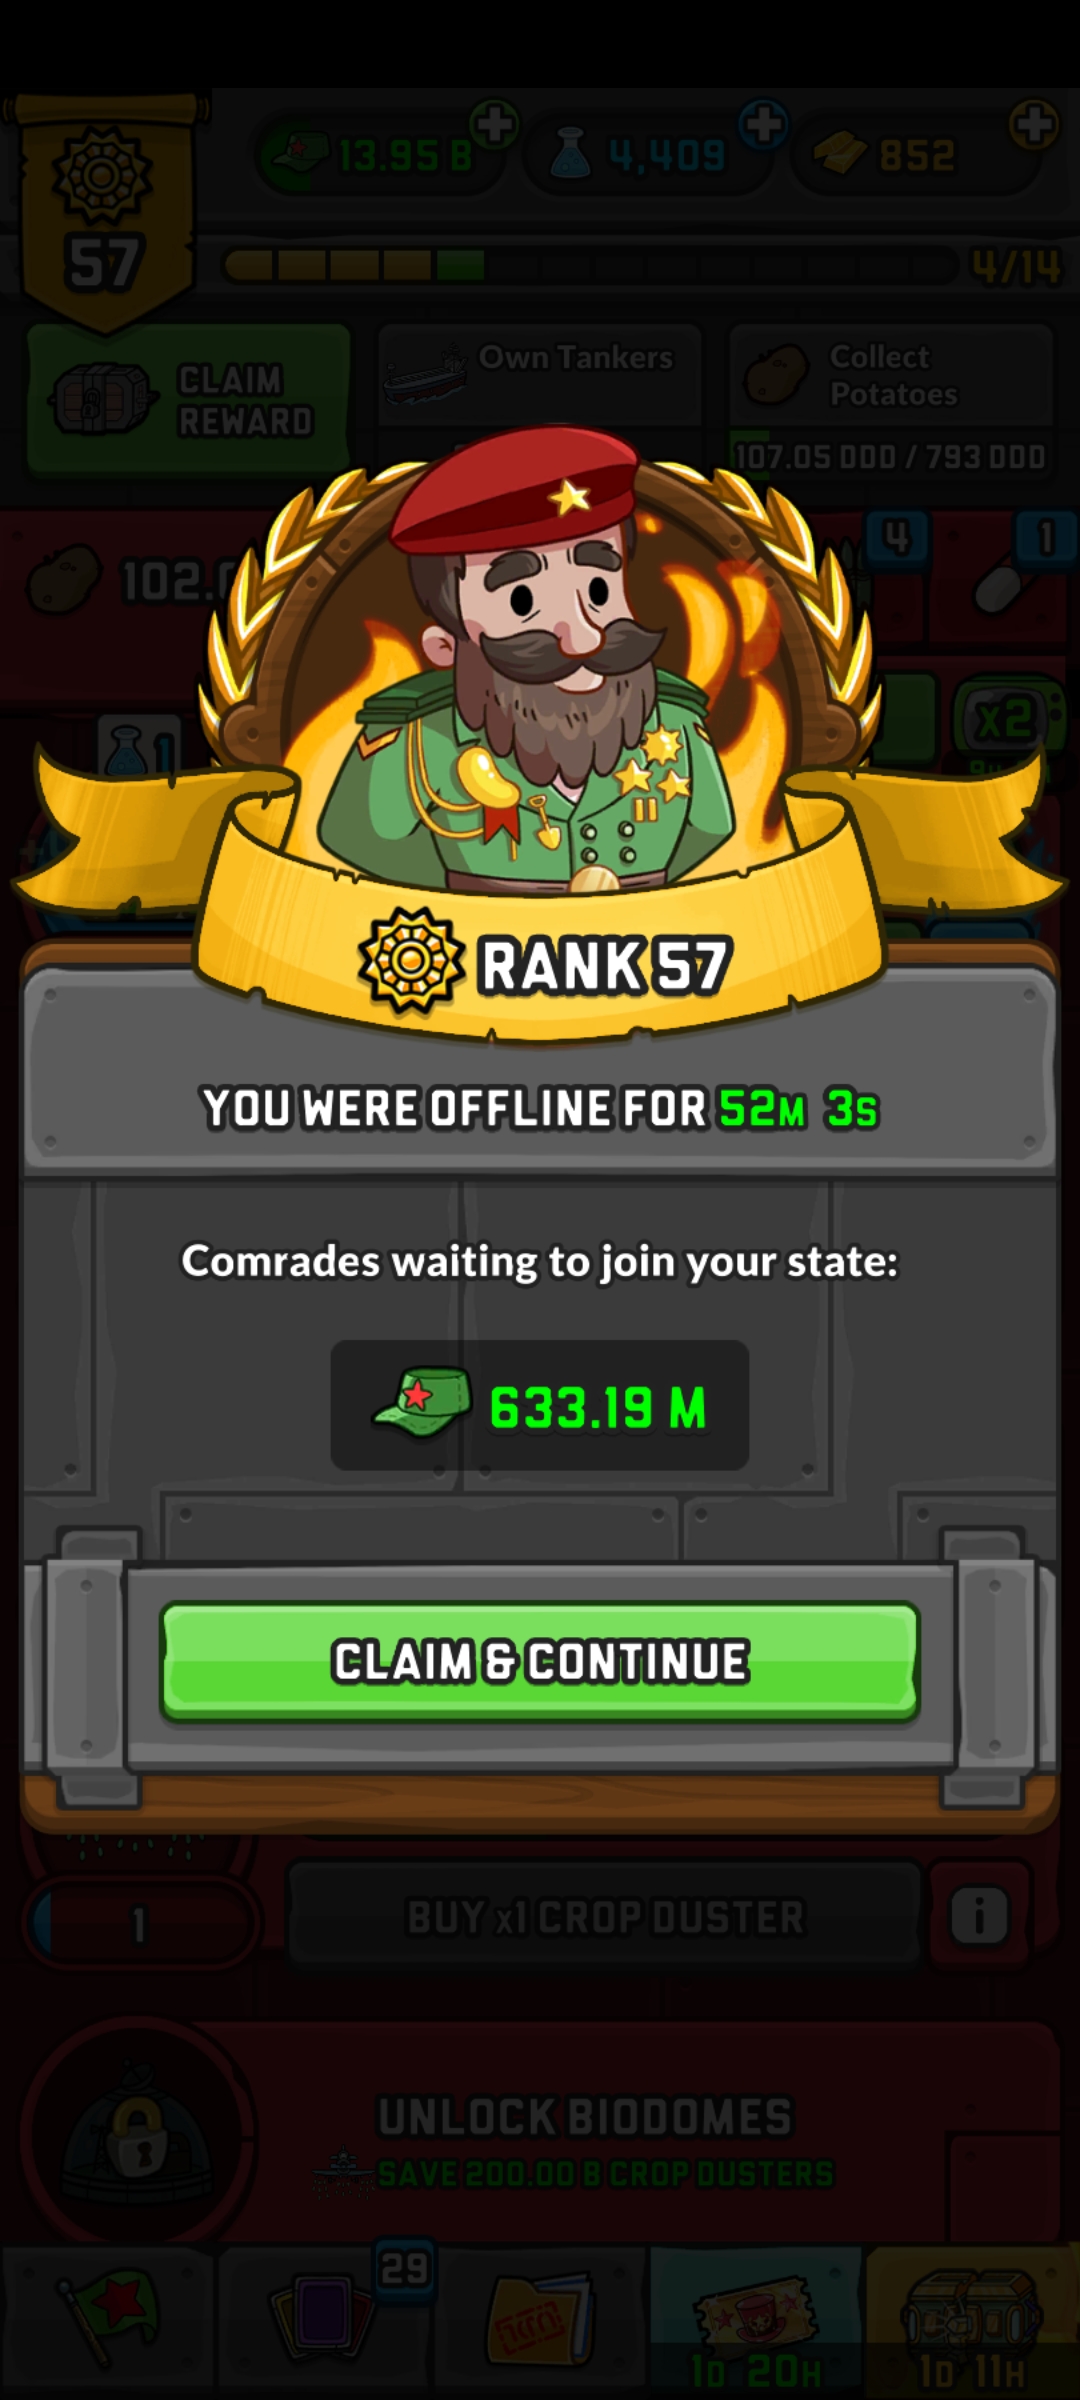 13.95 B
4,409
852
57
4/14
CLAIM
REWARD
Own Tankers
Collect
Potatoes
107.05 DDD / 793 DDD
4
1
x2
1
RANK 57
YOU WERE OFFLINE FOR 52M 3S
Comrades waiting to join your state:
633.19 M
CLAIM & CONTINUE
1
BUY x1 CROP DUSTER
i
UNLOCK BIODOMES
SAVE 200.00 B CROP DUSTERS
29
1D 20H
1D 11H